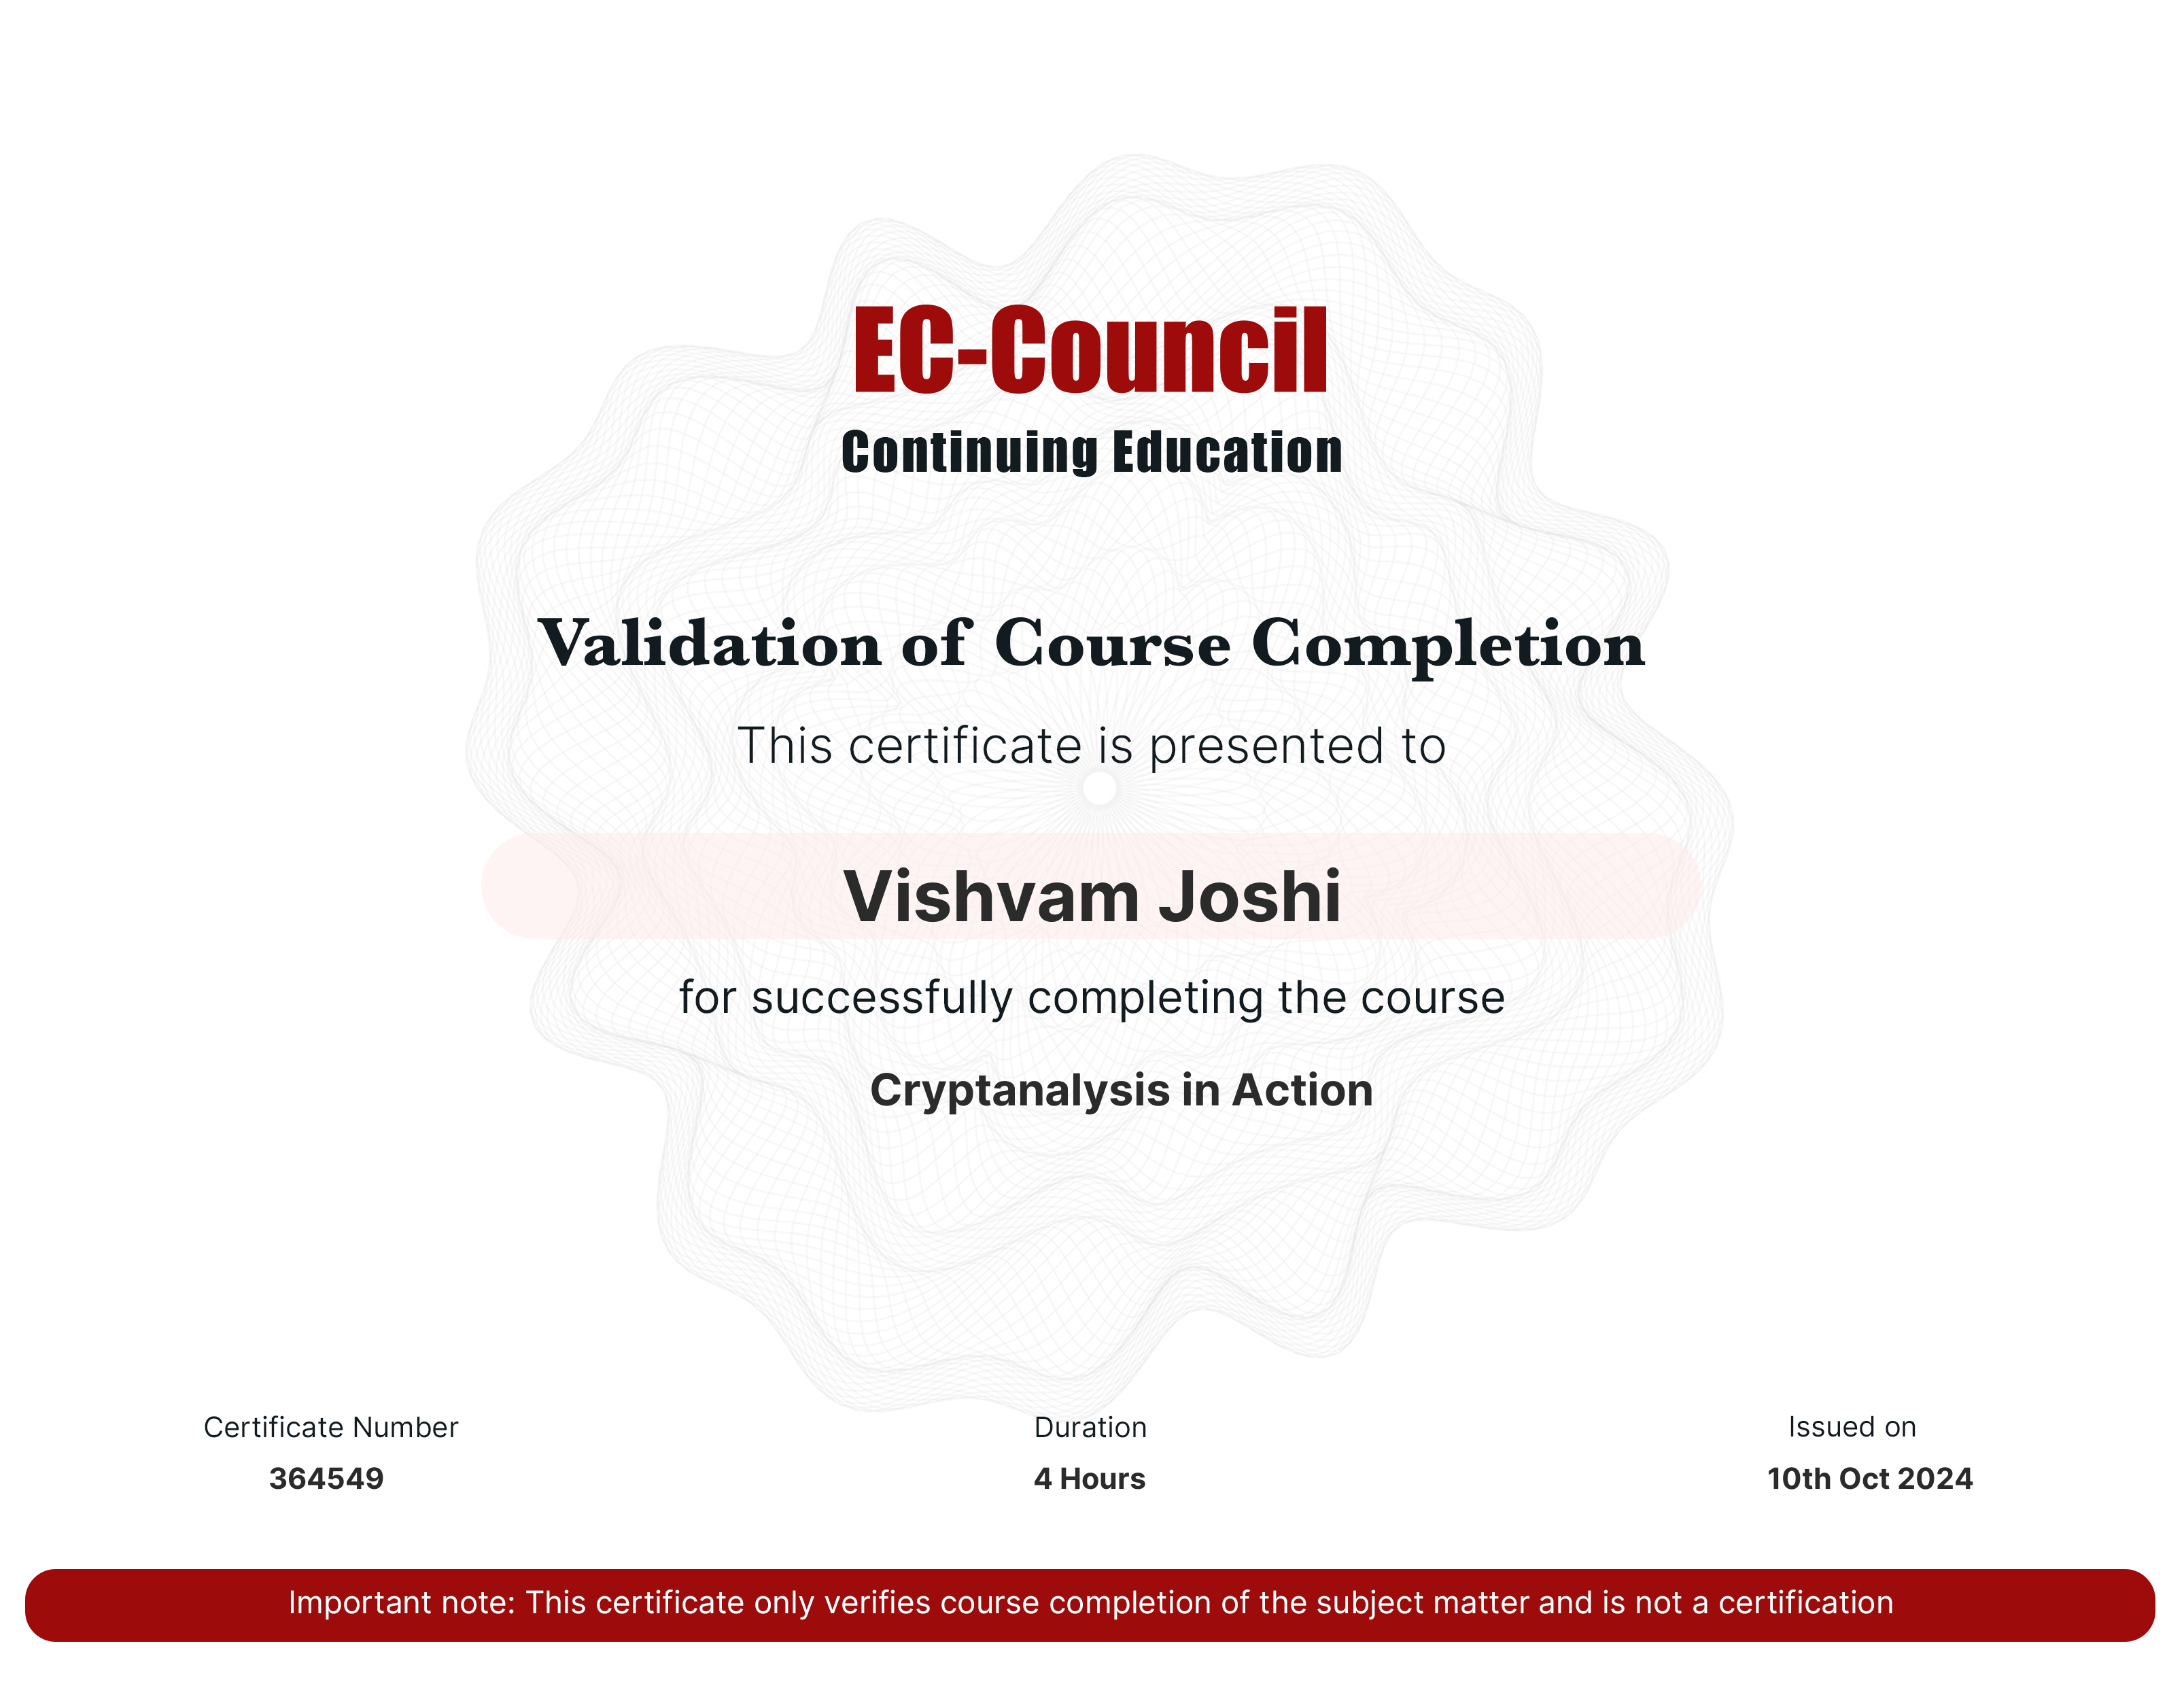 EC-Council
Continuing Education
Validation of Course Completion
This certificate is presented to
Vishvam Joshi
for successfully completing the course
Cryptanalysis in Action
Certificate Number
364549
Duration
4 Hours
Issued on
10th Oct 2024
Important note: This certificate only verifies course completion of the subject matter and is not a certification